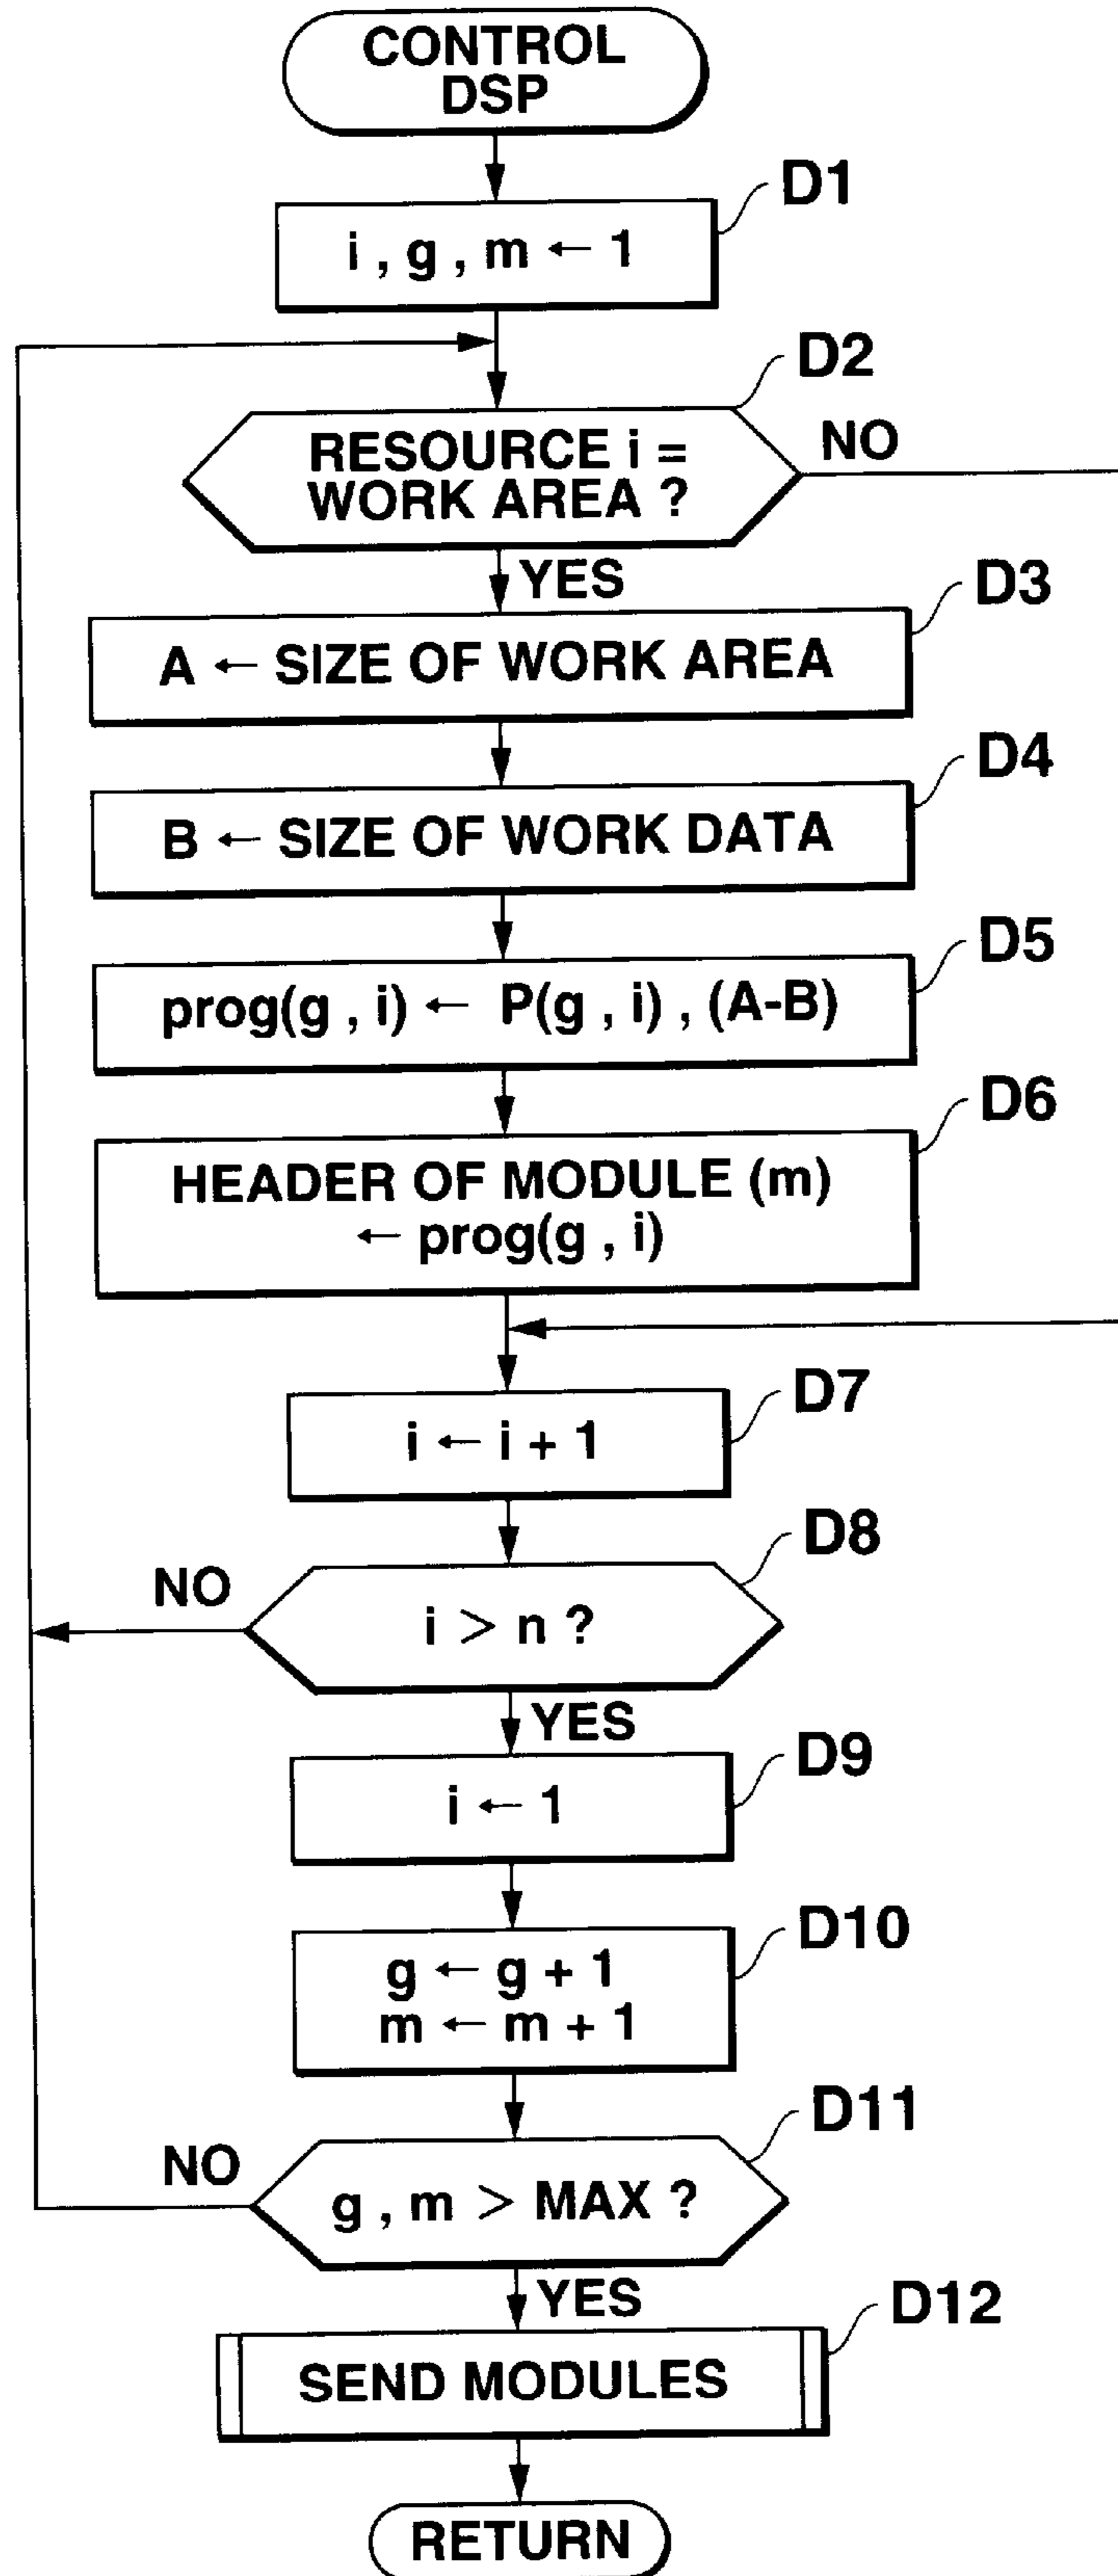 CONTROL
DSP
D1
i , g , m ← 1
D2
RESOURCE i =
WORK AREA ?
NO
YES
D3
A ← SIZE OF WORK AREA
D4
B ← SIZE OF WORK DATA
D5
prog(g , i) ← P(g , i) , (A-B)
D6
HEADER OF MODULE (m)
← prog(g , i)
D7
i ← i + 1
D8
NO
i > n ?
YES
D9
i ← 1
D10
g ← g + 1
m ← m + 1
D11
NO
g , m > MAX ?
YES
D12
SEND MODULES
RETURN